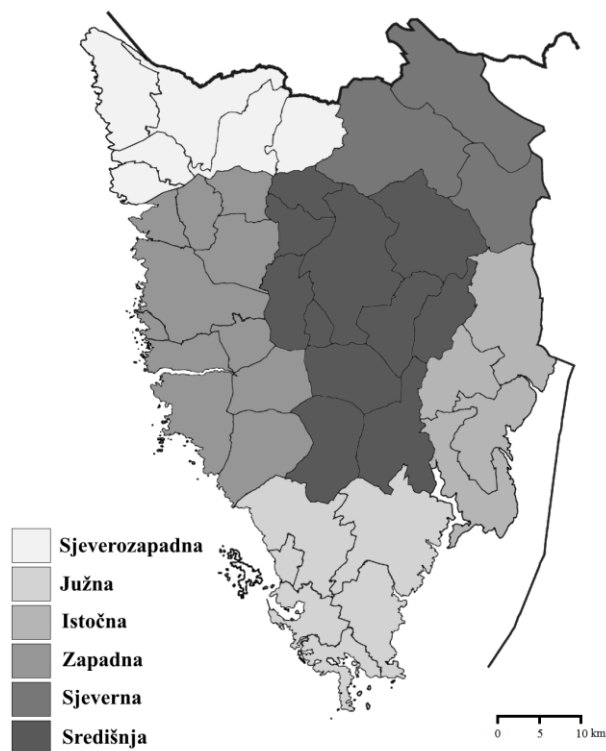 Sjeverozapadna
Južna
Istočna
Zapadna
Sjeverna
Središnja
0 5 10 km